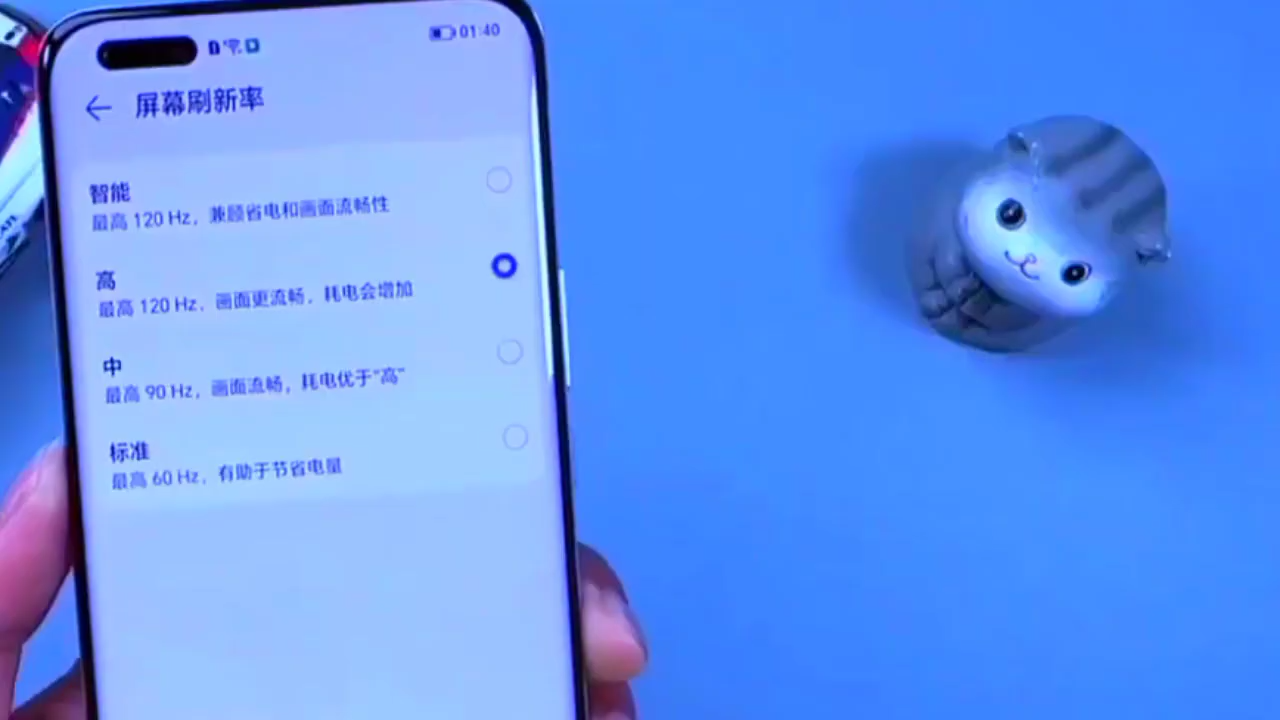 01:40
屏幕刷新率
智能
最高 120 Hz，兼顾省电和画面流畅性
高
最高 120 Hz，画面更流畅，耗电会增加
中
最高 90 Hz，画面流畅，耗电优于“高”
标准
最高 60 Hz，有助于节省电量